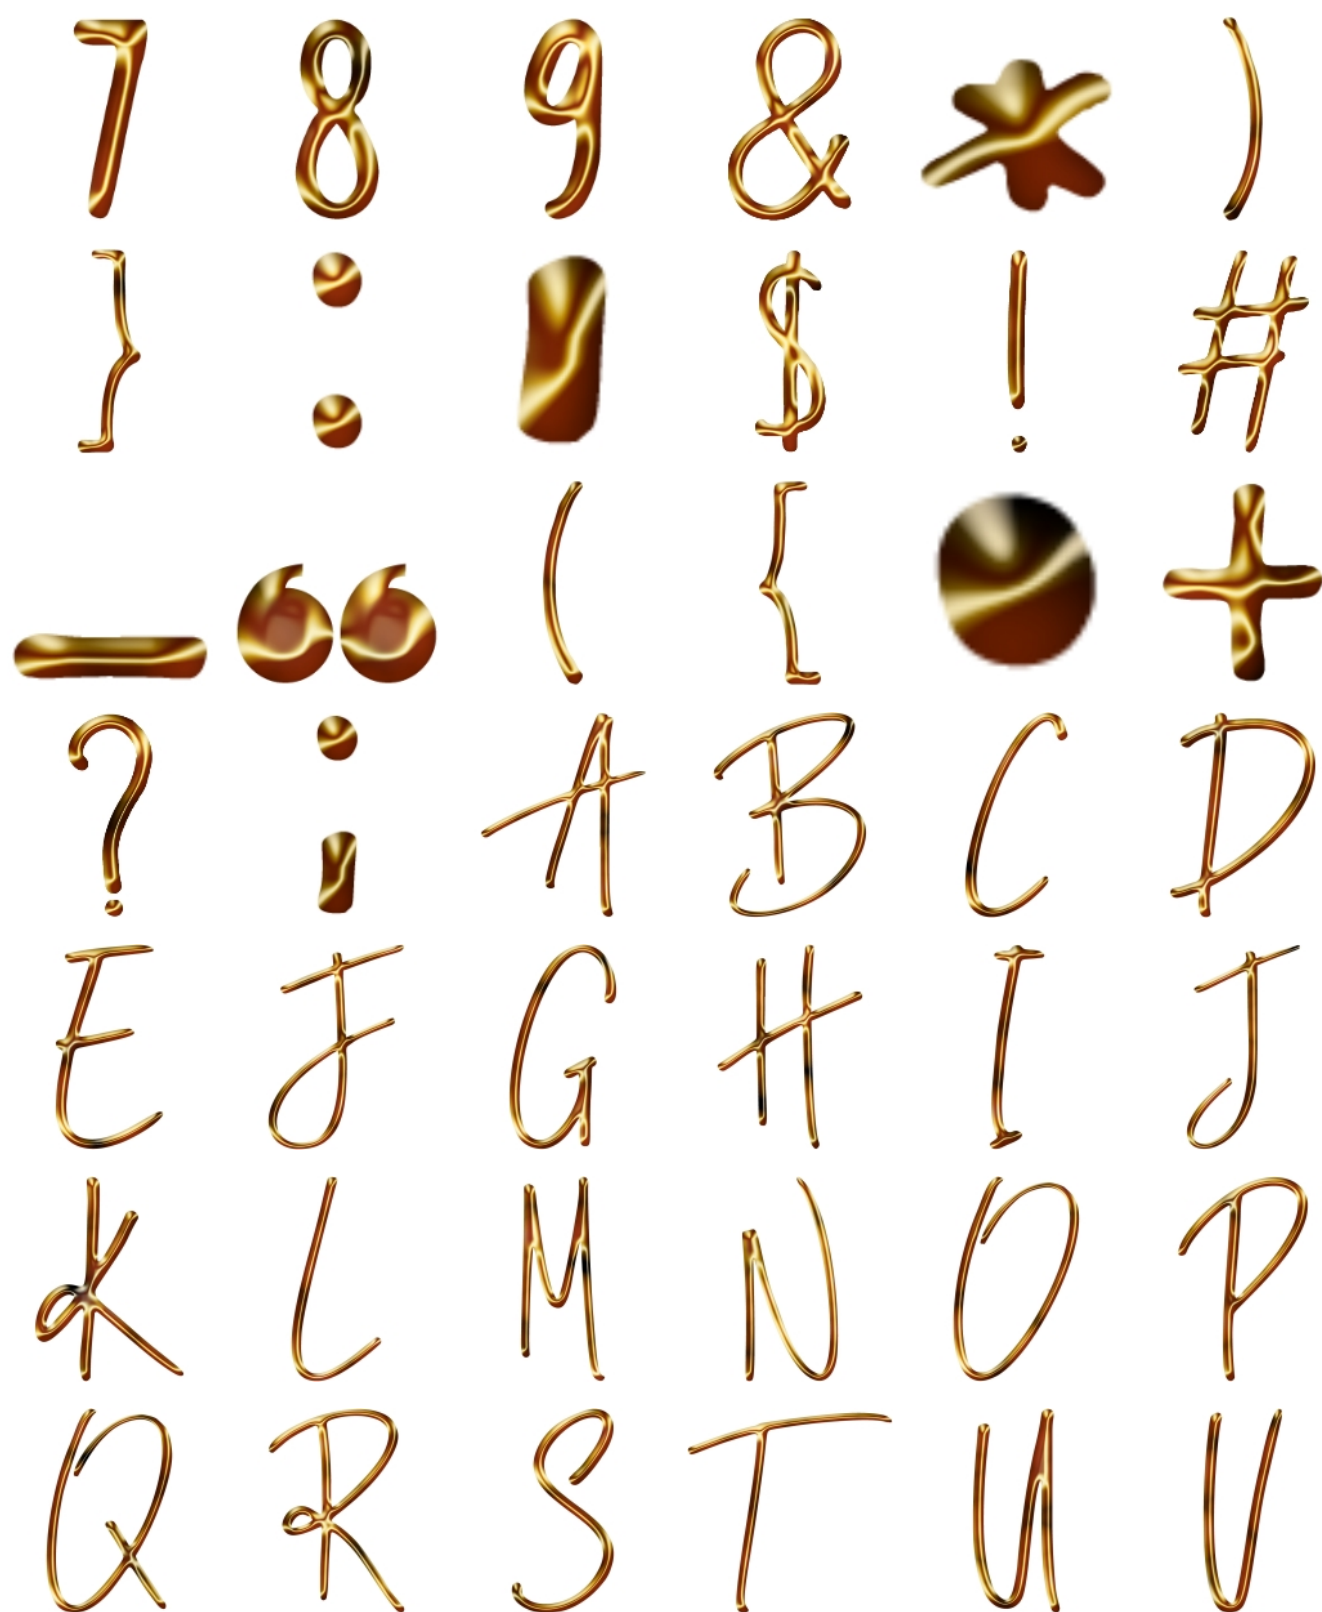 7 8 9 & * )
} : , $ ! #
- “ ( { . +
? ; A B C D
E F G H I J
K L M N O P
Q R S T U V